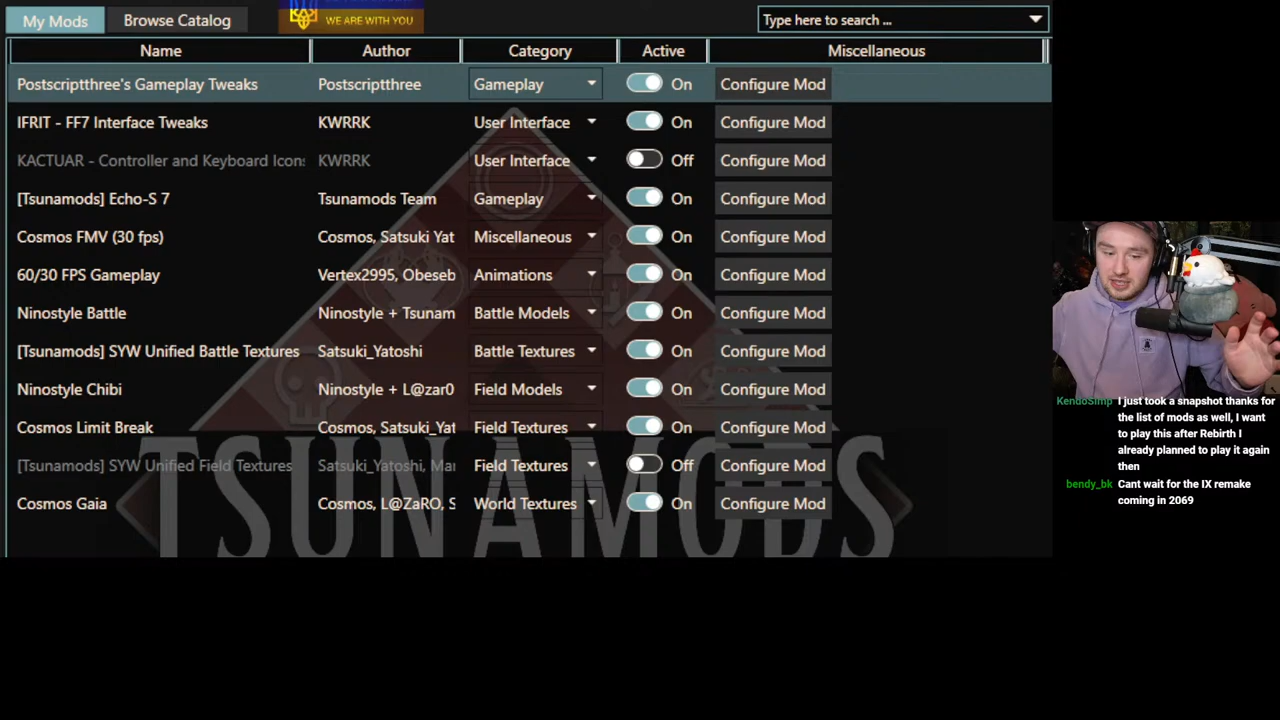 My Mods Browse Catalog WE ARE WITH YOU Type here to search ...
Name Author Category Active Miscellaneous
Postscriptthree's Gameplay Tweaks Postscriptthree Gameplay On Configure Mod
IFRIT - FF7 Interface Tweaks KWRRK User Interface On Configure Mod
KACTUAR - Controller and Keyboard Icons KWRRK User Interface Off Configure Mod
[Tsunamods] Echo-S 7 Tsunamods Team Gameplay On Configure Mod
Cosmos FMV (30 fps) Cosmos, Satsuki Yat Miscellaneous On Configure Mod
60/30 FPS Gameplay Vertex2995, Obeseb Animations On Configure Mod
Ninostyle Battle Ninostyle + Tsunam Battle Models On Configure Mod
[Tsunamods] SYW Unified Battle Textures Satsuki_Yatoshi Battle Textures On Configure Mod
Ninostyle Chibi Ninostyle + L@zar0 Field Models On Configure Mod
Cosmos Limit Break Cosmos, Satsuki_Yat Field Textures On Configure Mod
[Tsunamods] SYW Unified Field Textures Satsuki_Yatoshi, Mar Field Textures Off Configure Mod
Cosmos Gaia Cosmos, L@ZaRO, S World Textures On Configure Mod
TSUNAMODS
KendoSimp I just took a snapshot thanks for
the list of mods as well, I want
to play this after Rebirth I
already planned to play it again
then
bendy_bk Cant wait for the IX remake
coming in 2069